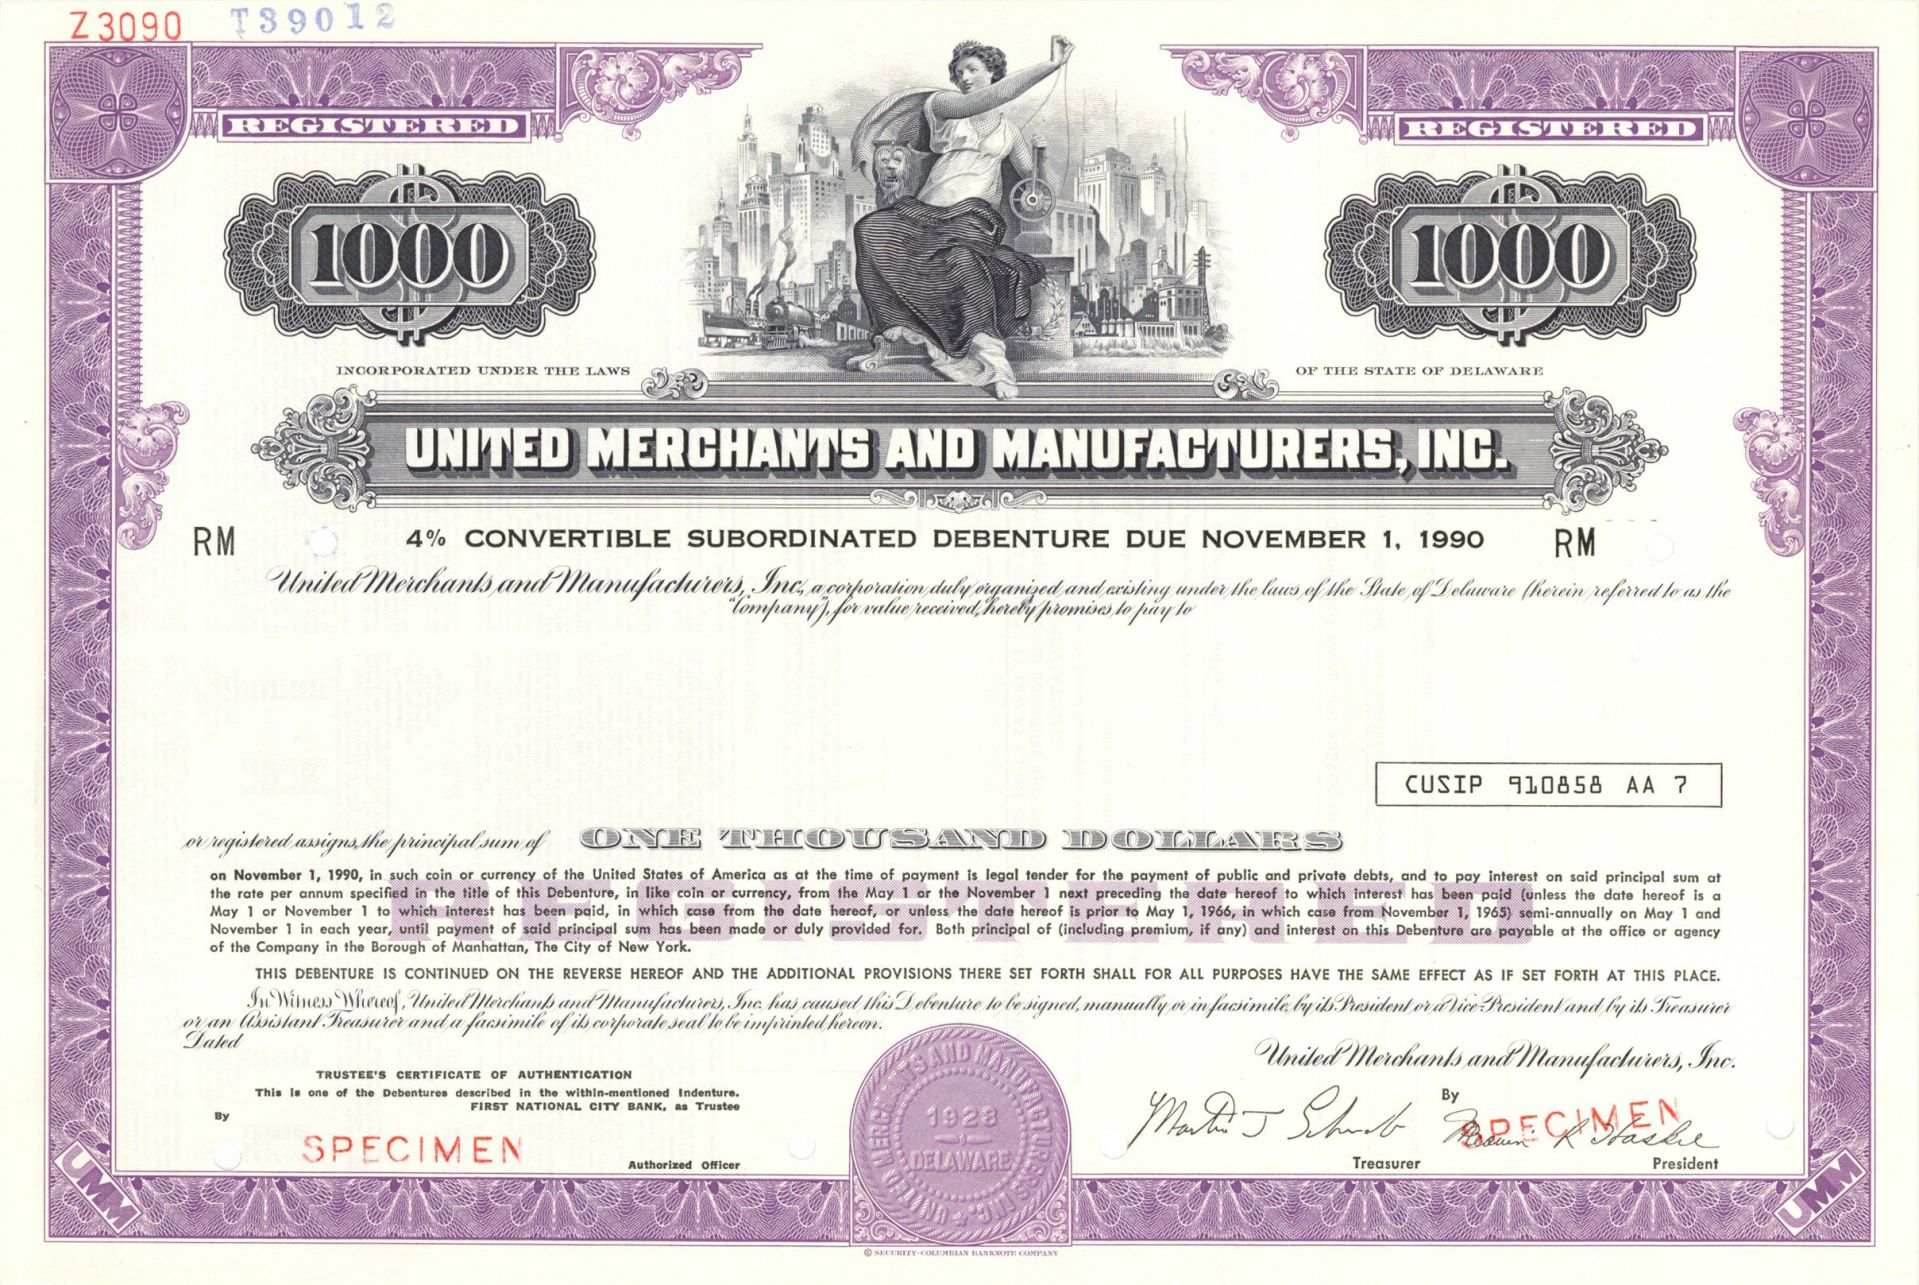 Z3090 T39012
REGISTERED REGISTERED
1000 1000
INCORPORATED UNDER THE LAWS OF THE STATE OF DELAWARE
UNITED MERCHANTS AND MANUFACTURERS, INC.
RM 4% CONVERTIBLE SUBORDINATED DEBENTURE DUE NOVEMBER 1, 1990 RM
United Merchants and Manufacturers, Inc., a corporation duly organized and existing under the laws of the State of Delaware (herein referred to as the
"Company"), for value received, hereby promises to pay to
CUSIP 910858 AA 7
or registered assigns, the principal sum of ONE THOUSAND DOLLARS
on November 1, 1990, in such coin or currency of the United States of America as at the time of payment is legal tender for the payment of public and private debts, and to pay interest on said principal sum at
the rate per annum specified in the title of this Debenture, in like coin or currency, from the May 1 or the November 1 next preceding the date hereof to which interest has been paid (unless the date hereof is a
May 1 or November 1 to which interest has been paid, in which case from the date hereof, or unless the date hereof is prior to May 1, 1966, in which case from November 1, 1965) semi-annually on May 1 and
November 1 in each year, until payment of said principal sum has been made or duly provided for. Both principal of (including premium, if any) and interest on this Debenture are payable at the office or agency
of the Company in the Borough of Manhattan, The City of New York.
REGISTERED
THIS DEBENTURE IS CONTINUED ON THE REVERSE HEREOF AND THE ADDITIONAL PROVISIONS THERE SET FORTH SHALL FOR ALL PURPOSES HAVE THE SAME EFFECT AS IF SET FORTH AT THIS PLACE.
In Witness Whereof, United Merchants and Manufacturers, Inc. has caused this Debenture to be signed, manually or in facsimile, by its President or a Vice-President and by its Treasurer
or an Assistant Treasurer and a facsimile of its corporate seal to be imprinted hereon.
Dated
United Merchants and Manufacturers, Inc.
TRUSTEE'S CERTIFICATE OF AUTHENTICATION
This is one of the Debentures described in the within-mentioned Indenture.
FIRST NATIONAL CITY BANK, as Trustee
By
SPECIMEN
Authorized Officer
UNITED MERCHANTS AND MANUFACTURERS INC.
1928
DELAWARE
Martin J
Treasurer
By
SPECIMEN
K Haskel
President
UMM UMM
© SECURITY-COLUMBIAN BANKNOTE COMPANY